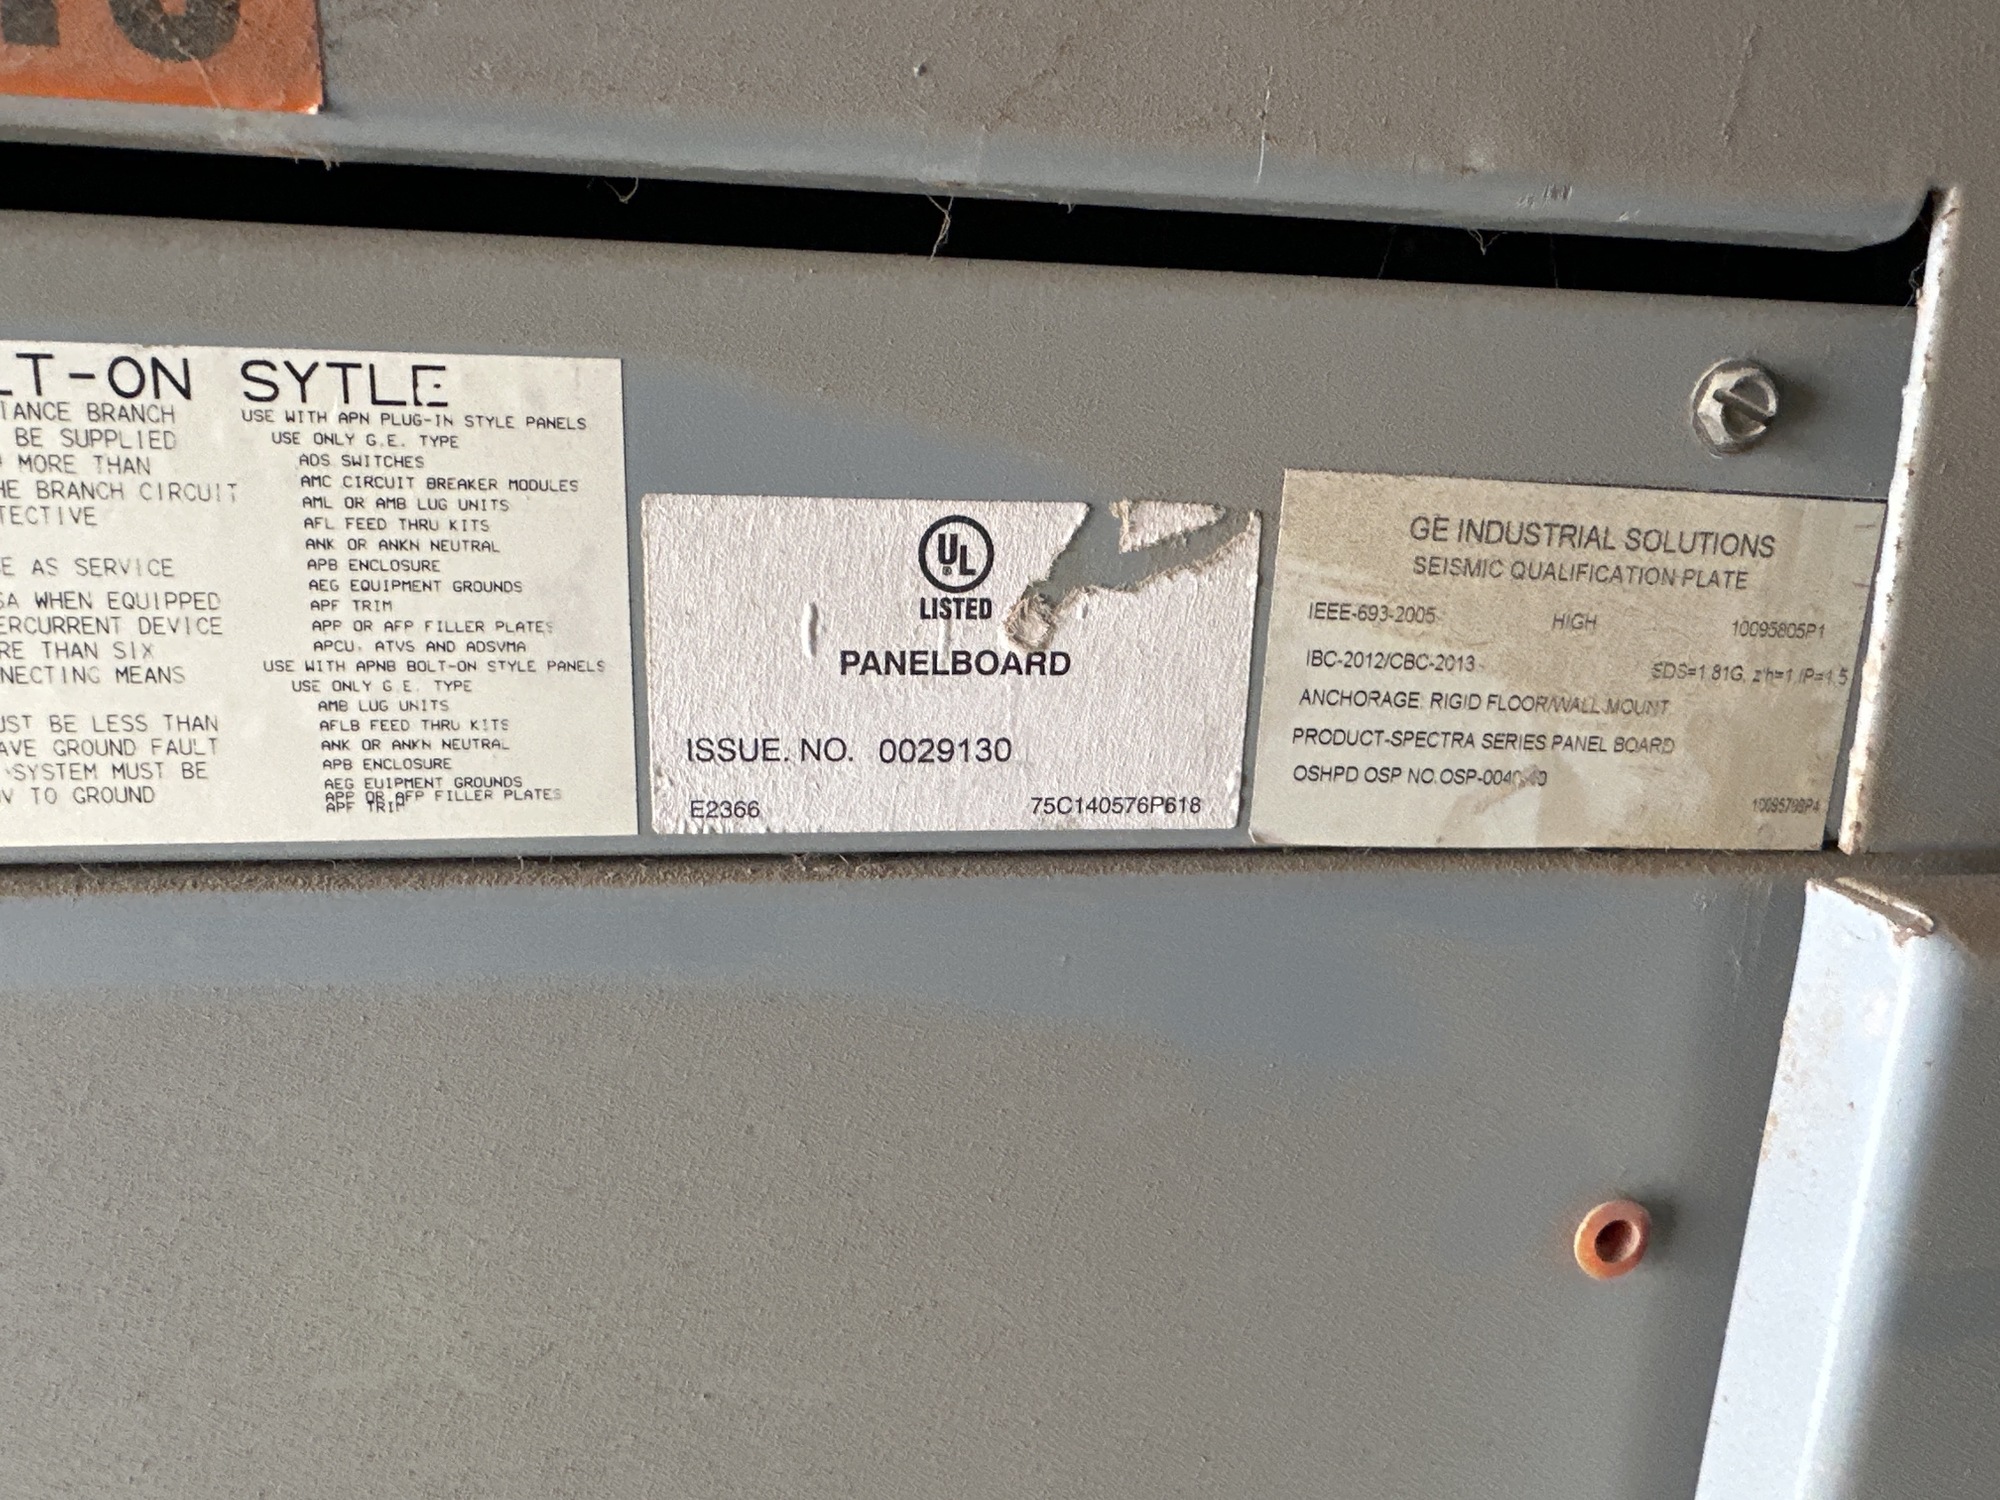 LT-ON SYTLE
TANCE BRANCH
BE SUPPLIED
MORE THAN
HE BRANCH CIRCUIT
TECTIVE
E AS SERVICE
SA WHEN EQUIPPED
ERCURRENT DEVICE
RE THAN SIX
NECTING MEANS
UST BE LESS THAN
AVE GROUND FAULT
SYSTEM MUST BE
V TO GROUND
USE WITH APN PLUG-IN STYLE PANELS
USE ONLY G.E. TYPE
ADS SWITCHES
AMC CIRCUIT BREAKER MODULES
AML OR AMB LUG UNITS
AFL FEED THRU KITS
ANK OR ANKN NEUTRAL
APB ENCLOSURE
AEG EQUIPMENT GROUNDS
APF TRIM
APP OR AFP FILLER PLATES
APCU, ATVS AND ADSVMA
USE WITH APNB BOLT-ON STYLE PANELS
USE ONLY G.E. TYPE
AMB LUG UNITS
AFLB FEED THRU KITS
ANK OR ANKN NEUTRAL
APB ENCLOSURE
AEG EUIPMENT GROUNDS
APP OR AFP FILLER PLATES
APF TRIM
UL
®
LISTED
PANELBOARD
ISSUE. NO. 0029130
E2366 75C140576P618
GE INDUSTRIAL SOLUTIONS
SEISMIC QUALIFICATION PLATE
IEEE-693-2005 HIGH 10095805P1
IBC-2012/CBC-2013 SDS=1.81G, z/h=1, IP=1.5
ANCHORAGE: RIGID FLOOR/WALL MOUNT
PRODUCT-SPECTRA SERIES PANEL BOARD
OSHPD OSP NO.